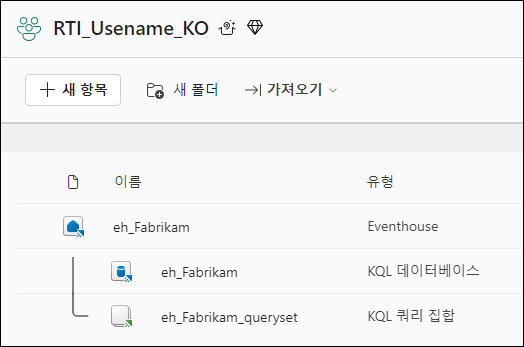 RTI_Usename_KO
새 항목 새 폴더 가져오기
이름 유형
eh_Fabrikam Eventhouse
eh_Fabrikam KQL 데이터베이스
eh_Fabrikam_queryset KQL 쿼리 집합